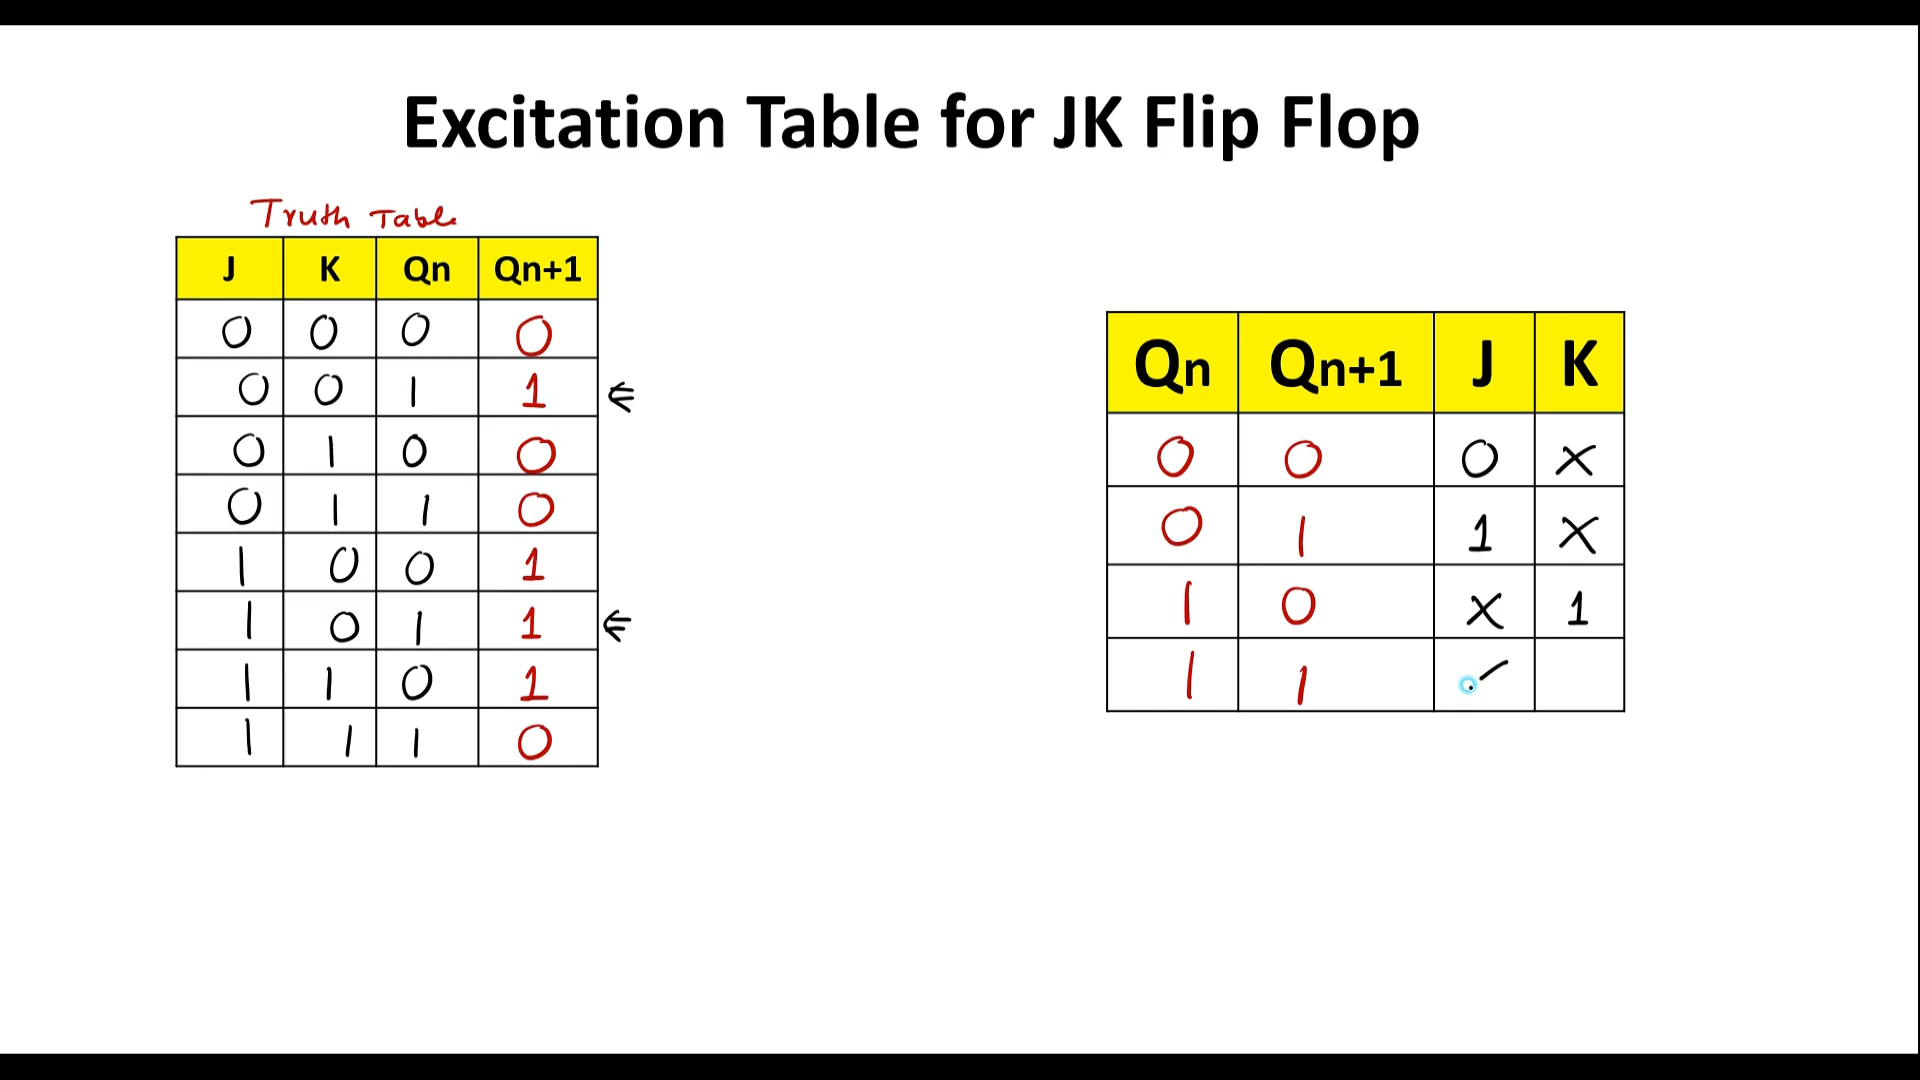 Excitation Table for JK Flip Flop
Truth Table
J K Qn Qn+1
0 0 0 0
0 0 1 1
0 1 0 0
0 1 1 0
1 0 0 1
1 0 1 1
1 1 0 1
1 1 1 0
Qn Qn+1 J K
0 0 0 x
0 1 1 x
1 0 x 1
1 1